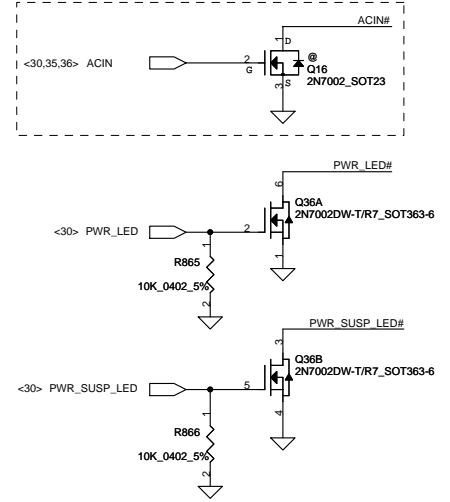 ACIN#
1
D
<30,35,36> ACIN
2
G
@
Q16
2N7002_SOT23
3
S
PWR_LED#
6
Q36A
2N7002DW-T/R7_SOT363-6
<30> PWR_LED
2
1
1
R865
10K_0402_5%
2
PWR_SUSP_LED#
3
Q36B
2N7002DW-T/R7_SOT363-6
<30> PWR_SUSP_LED
5
4
1
R866
10K_0402_5%
2